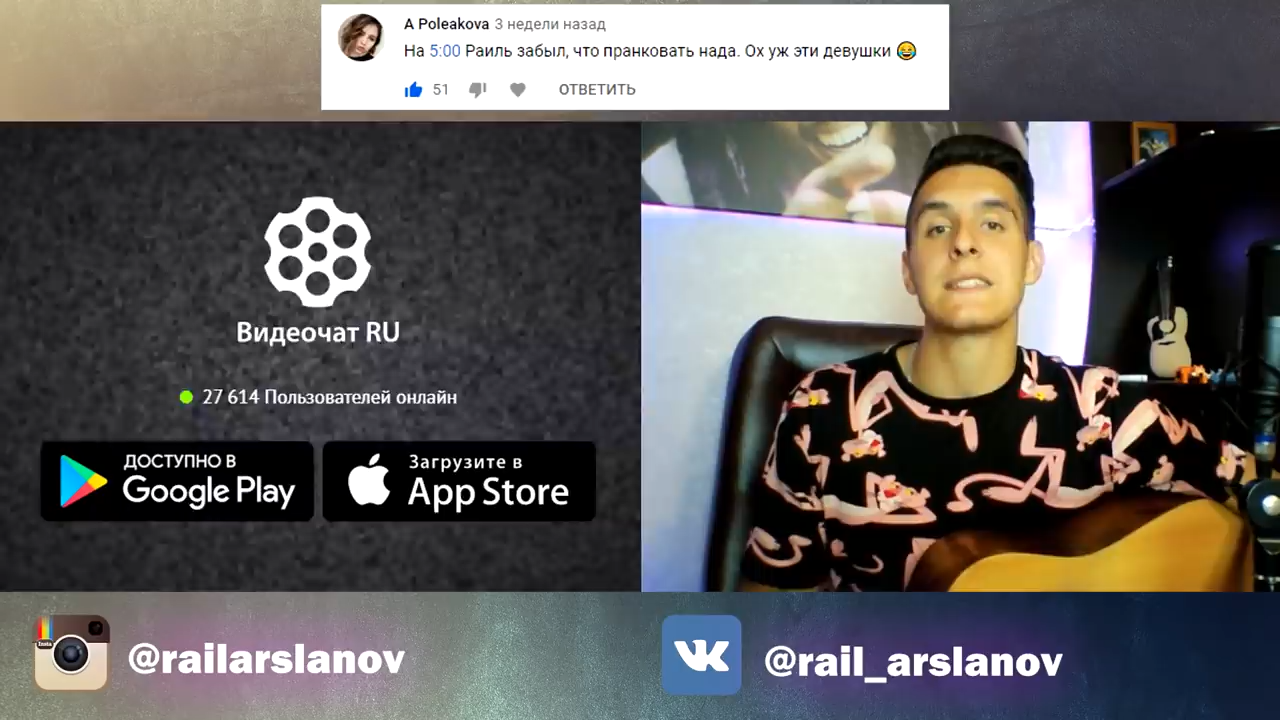 A Poleakova 3 недели назад
На 5:00 Раиль забыл, что пранковать нада. Ох уж эти девушки 😂
51 ОТВЕТИТЬ
Видеочат RU
27 614 Пользователей онлайн
ДОСТУПНО В
Google Play
Загрузите в
App Store
Insta
@railarslanov
@rail_arslanov